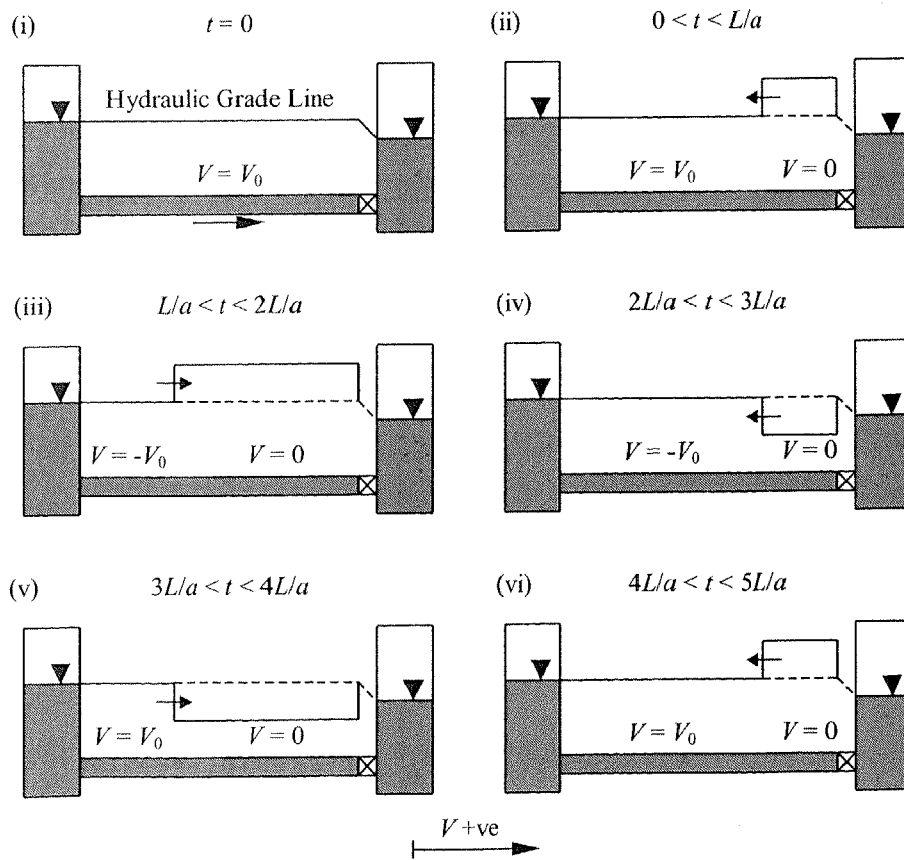 (i) t = 0
Hydraulic Grade Line
V = V0
(ii) 0 < t < L/a
V = V0 V = 0
(iii) L/a < t < 2L/a
V = -V0 V = 0
(iv) 2L/a < t < 3L/a
V = -V0 V = 0
(v) 3L/a < t < 4L/a
V = V0 V = 0
(vi) 4L/a < t < 5L/a
V = V0 V = 0
V +ve